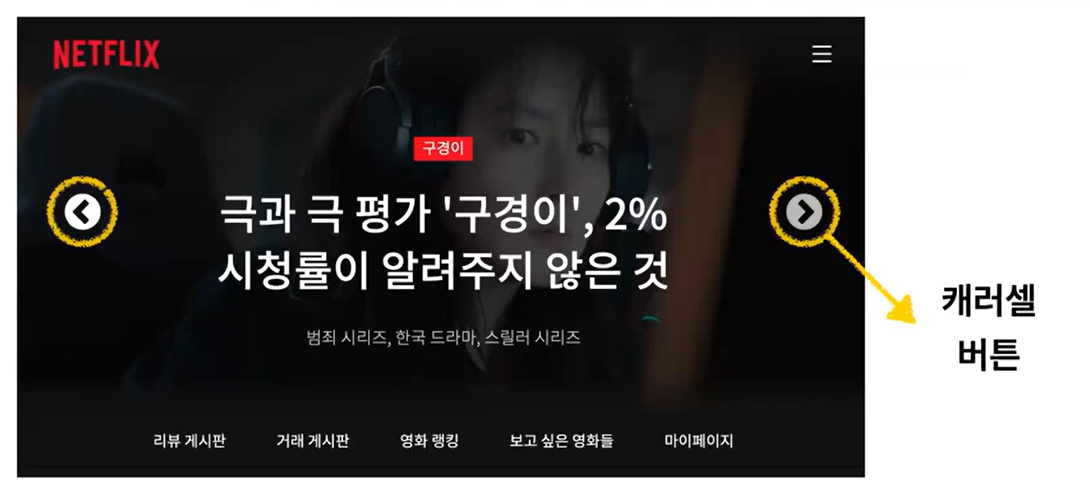 NETFLIX
구경이
극과 극 평가 '구경이', 2%
시청률이 알려주지 않은 것
범죄 시리즈, 한국 드라마, 스릴러 시리즈
캐러셀
버튼
리뷰 게시판 거래 게시판 영화 랭킹 보고 싶은 영화들 마이페이지